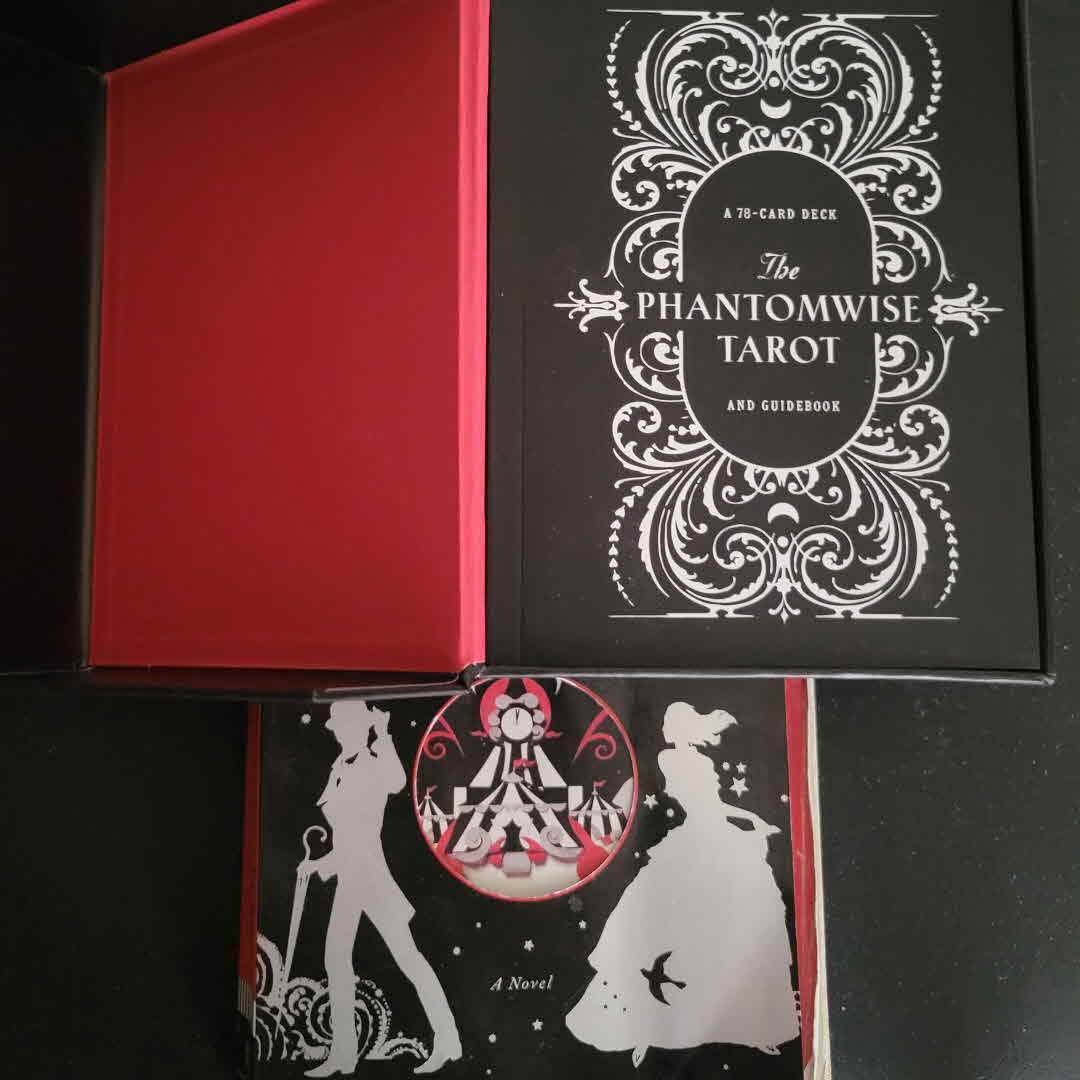 A 78-CARD DECK
The
PHANTOMWISE
TAROT
AND GUIDEBOOK
A Novel